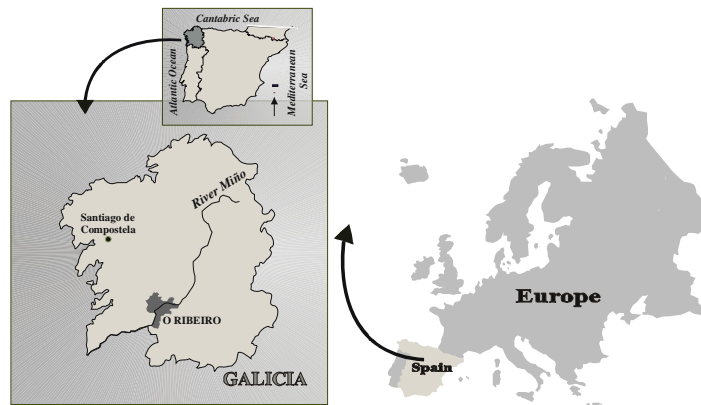 Cantabric Sea
Atlantic Ocean
Mediterranean
Sea
River Miño
Santiago de
Compostela
O RIBEIRO
GALICIA
Europe
Spain